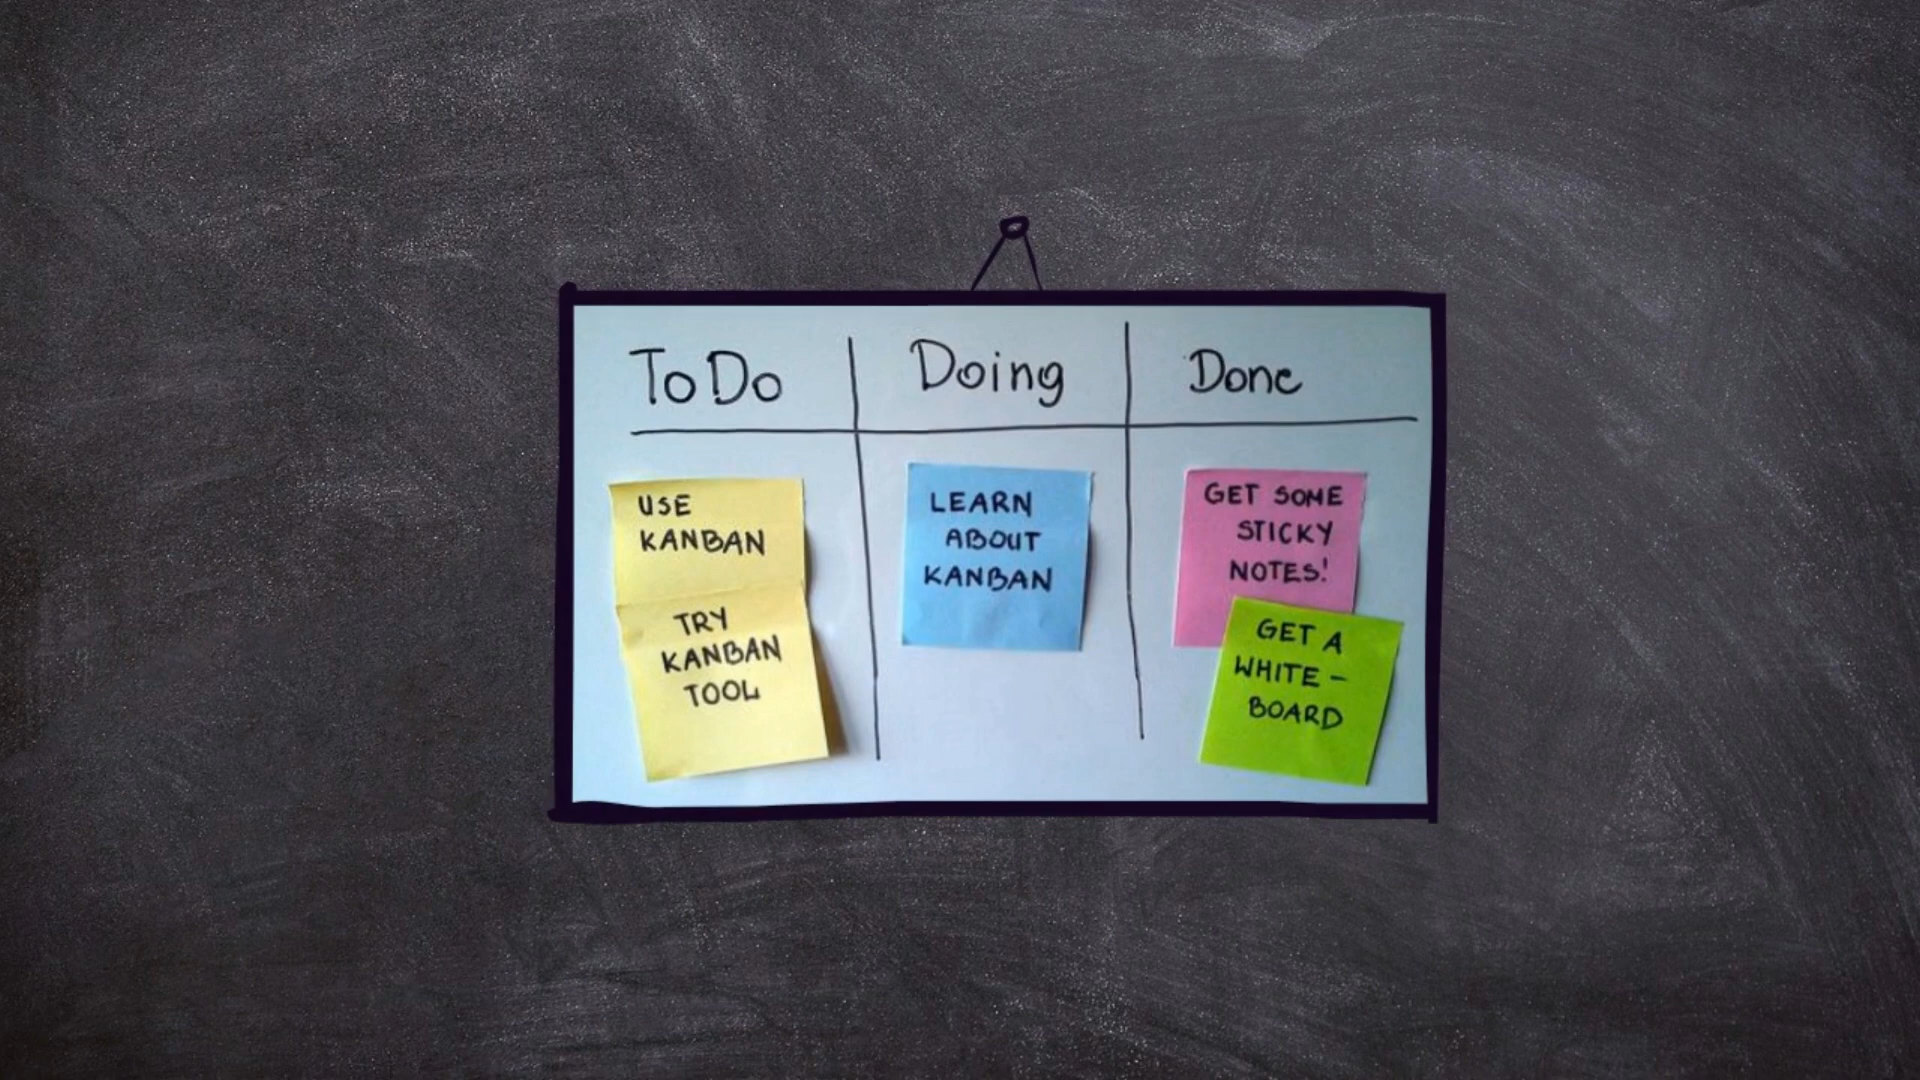 To Do
Doing
Done
USE
KANBAN
TRY
KANBAN
TOOL
LEARN
ABOUT
KANBAN
GET SOME
STICKY
NOTES!
GET A
WHITE-
BOARD